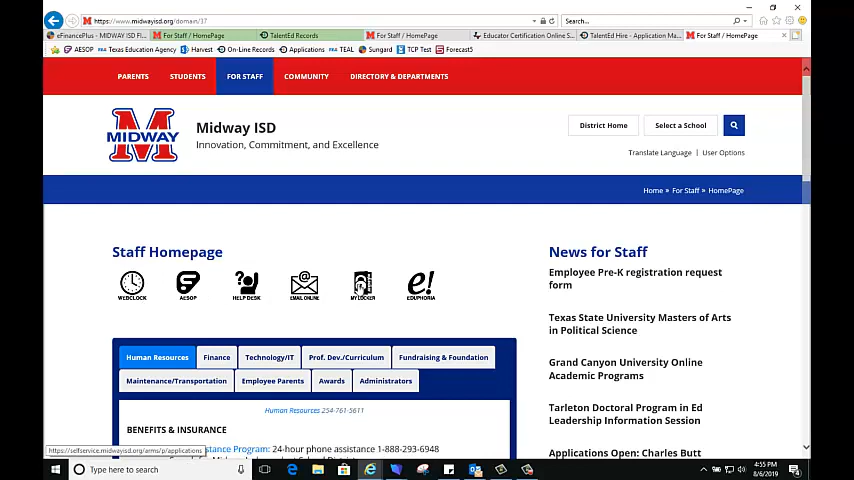 https://www.midwayisd.org/domain/17
Search...
eFinancePlus - MIDWAY ISD Fi...
For Staff / HomePage
TalentEd Records
For Staff / HomePage
Educator Certification Online S...
TalentEd Hire - Application Ma...
For Staff / HomePage
AESOP
Texas Education Agency
Harvest
On-Line Records
Applications
TEAL
Sungard
TCP Test
Forecast5
PARENTS
STUDENTS
FOR STAFF
COMMUNITY
DIRECTORY & DEPARTMENTS
M
MIDWAY
Midway ISD
Innovation, Commitment, and Excellence
District Home
Select a School
Translate Language | User Options
Home » For Staff » HomePage
Staff Homepage
WEBCLOCK
AESOP
HELP DESK
EMAIL ONLINE
MY LOCKER
e!
EDUPHORIA
Human Resources
Finance
Technology/IT
Prof. Dev./Curriculum
Fundraising & Foundation
Maintenance/Transportation
Employee Parents
Awards
Administrators
Human Resources 254-761-5611
BENEFITS & INSURANCE
stance Program: 24-hour phone assistance 1-888-293-6948
News for Staff
Employee Pre-K registration request
form
Texas State University Masters of Arts
in Political Science
Grand Canyon University Online
Academic Programs
Tarleton Doctoral Program in Ed
Leadership Information Session
Applications Open: Charles Butt
https://selfservice.midwayisd.org/arms/p/applications
Type here to search
4:55 PM
8/6/2019